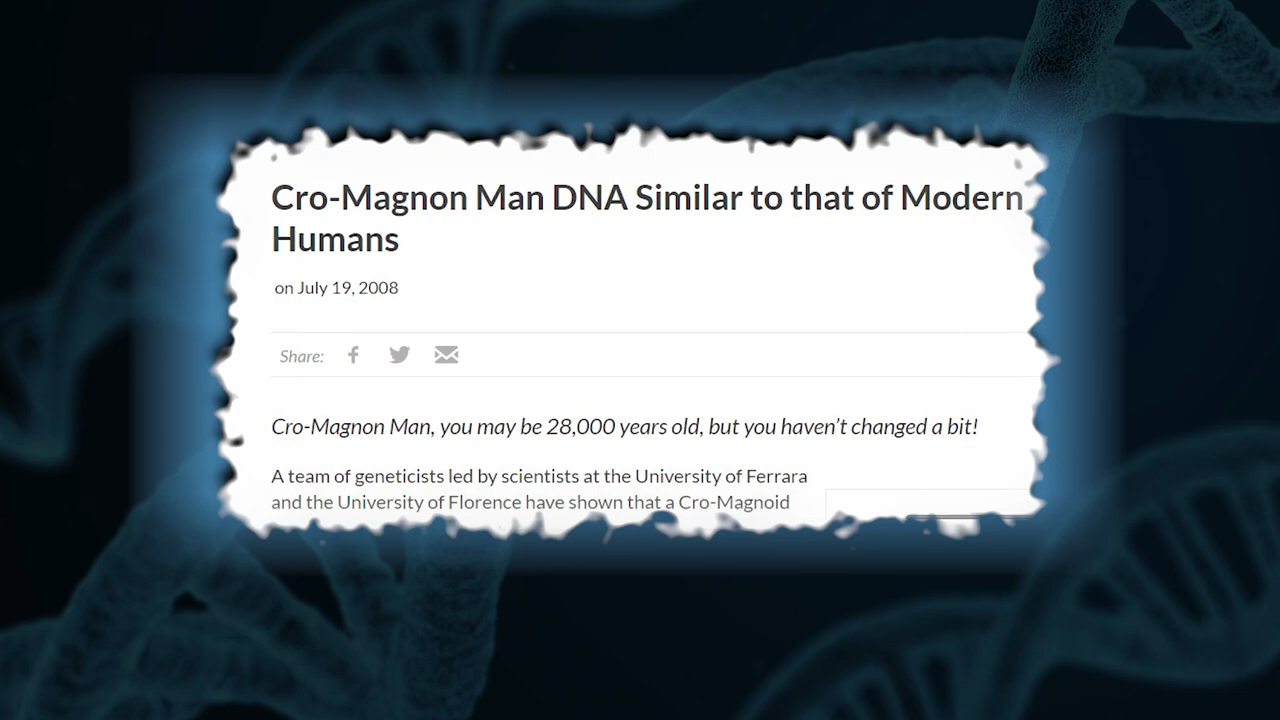 Cro-Magnon Man DNA Similar to that of Modern
Humans
on July 19, 2008
Share:
Cro-Magnon Man, you may be 28,000 years old, but you haven’t changed a bit!
A team of geneticists led by scientists at the University of Ferrara
and the University of Florence have shown that a Cro-Magnoid